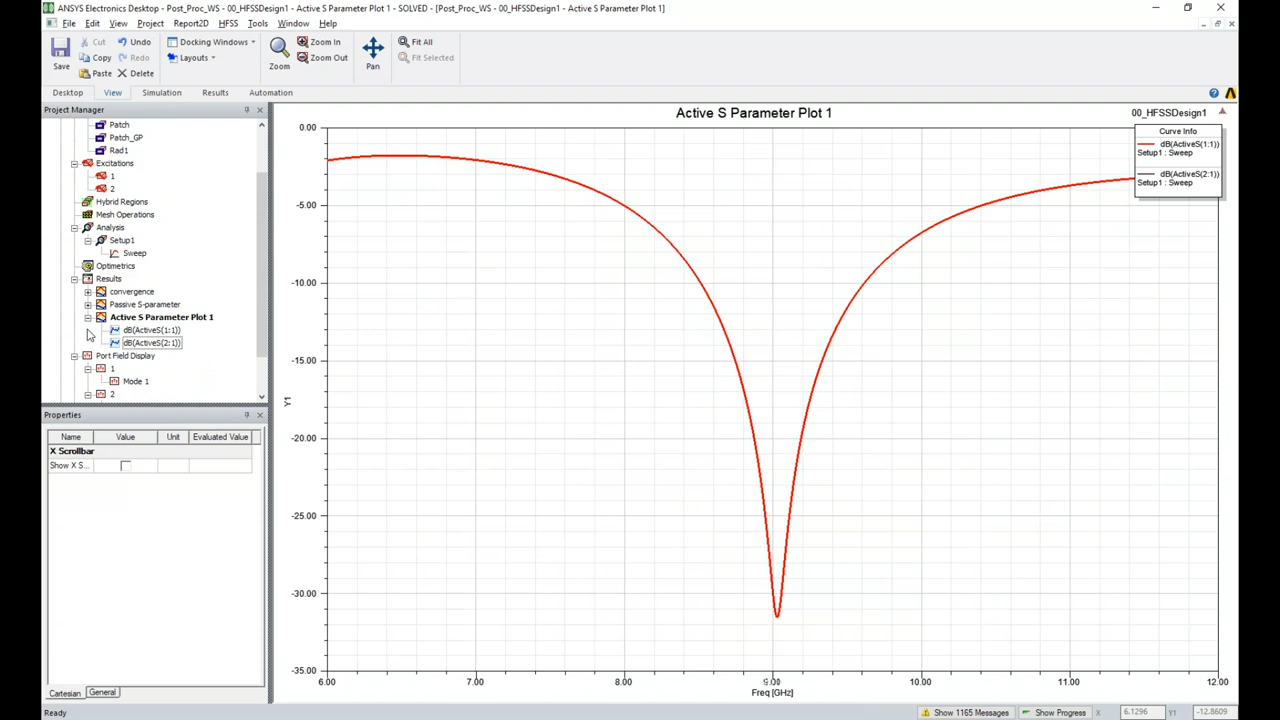 ANSYS Electronics Desktop - Post_Proc_WS - 00_HFSSDesign1 - Active S Parameter Plot 1 - SOLVED - [Post_Proc_WS - 00_HFSSDesign1 - Active S Parameter Plot 1]
File Edit View Project Report2D HFSS Tools Window Help
Save Cut Undo Docking Windows Zoom Zoom In Pan Fit All
Copy Redo Layouts Zoom Out Fit Selected
Paste Delete
Desktop View Simulation Results Automation
Project Manager
Patch
Patch_GP
Rad1
Excitations
1
2
Hybrid Regions
Mesh Operations
Analysis
Setup1
Sweep
Optimetrics
Results
convergence
Passive S-parameter
Active S Parameter Plot 1
dB(ActiveS(1:1))
dB(ActiveS(2:1))
Port Field Display
1
Mode 1
2
Properties
Name Value Unit Evaluated Value
X Scrollbar
Show X S...
Cartesian General
Active S Parameter Plot 1
00_HFSSDesign1
Curve Info
dB(ActiveS(1:1))
Setup1 : Sweep
dB(ActiveS(2:1))
Setup1 : Sweep
0.00
-5.00
-10.00
-15.00
-20.00
-25.00
-30.00
-35.00
Y1
6.00 7.00 8.00 9.00 10.00 11.00 12.00
Freq [GHz]
Ready Show 1165 Messages Show Progress X 6.1296 Y1 -12.8609